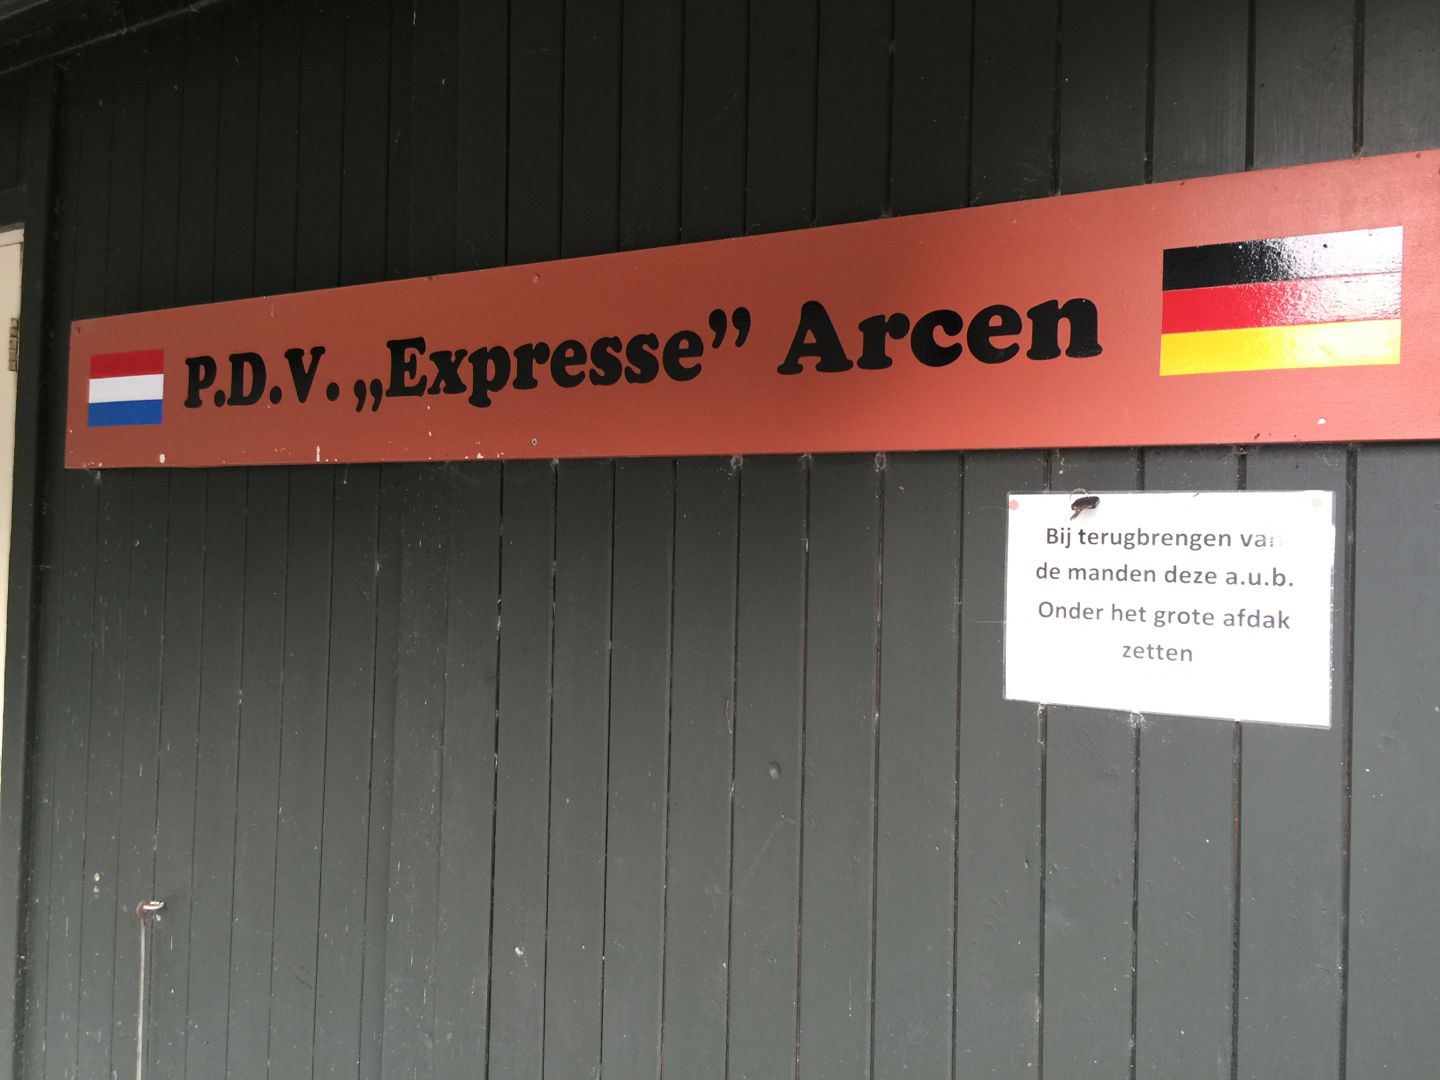 P.D.V. „Expresse” Arcen
Bij terugbrengen van
de manden deze a.u.b.
Onder het grote afdak
zetten